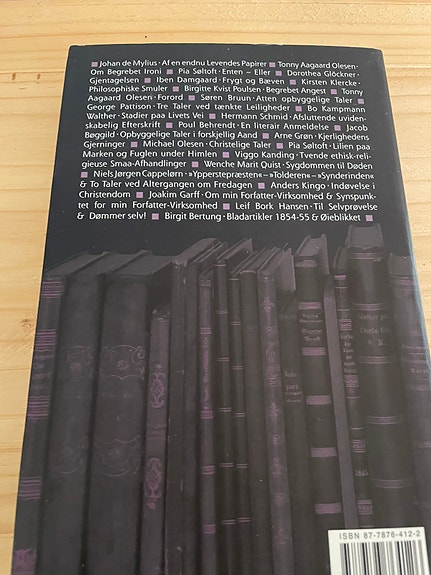 ■ Johan de Mylius · Af en endnu Levendes Papirer ■ Tonny Aagaard Olesen ·
Om Begrebet Ironi ■ Pia Søltoft · Enten – Eller ■ Dorothea Glöckner ·
Gjentagelsen ■ Iben Damgaard · Frygt og Bæven ■ Kirsten Klercke ·
Philosophiske Smuler ■ Birgitte Kvist Poulsen · Begrebet Angest ■ Tonny
Aagaard Olesen · Forord ■ Søren Bruun · Atten opbyggelige Taler ■
George Pattison · Tre Taler ved tænkte Leiligheder ■ Bo Kampmann
Walther · Stadier paa Livets Vei ■ Hermann Schmid · Afsluttende uviden-
skabelig Efterskrift ■ Poul Behrendt · En literair Anmeldelse ■ Jacob
Bøggild · Opbyggelige Taler i forskjellig Aand ■ Arne Grøn · Kjerlighedens
Gjerninger ■ Michael Olesen · Christelige Taler ■ Pia Søltoft · Lilien paa
Marken og Fuglen under Himlen ■ Viggo Kanding · Tvende ethisk-reli-
gieuse Smaa-Afhandlinger ■ Wenche Marit Quist · Sygdommen til Døden
■ Niels Jørgen Cappelørn · »Ypperstepræsten«–»Tolderen«–»Synderinden«
& To Taler ved Altergangen om Fredagen ■ Anders Kingo · Indøvelse i
Christendom ■ Joakim Garff · Om min Forfatter-Virksomhed & Synspunk-
tet for min Forfatter-Virksomhed ■ Leif Bork Hansen · Til Selvprøvelse
& Dømmer selv! ■ Birgit Bertung · Bladartikler 1854-55 & Øieblikket ■
ISBN 87-7876-412-2